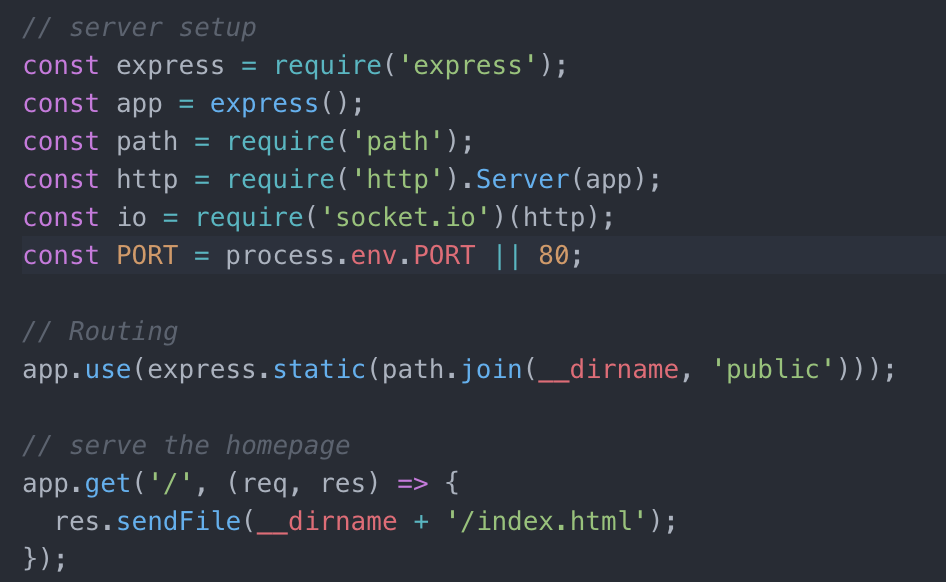 // server setup
const express = require('express');
const app = express();
const path = require('path');
const http = require('http').Server(app);
const io = require('socket.io')(http);
const PORT = process.env.PORT || 80;
// Routing
app.use(express.static(path.join(__dirname, 'public')));
// serve the homepage
app.get('/', (req, res) => {
  res.sendFile(__dirname + '/index.html');
});